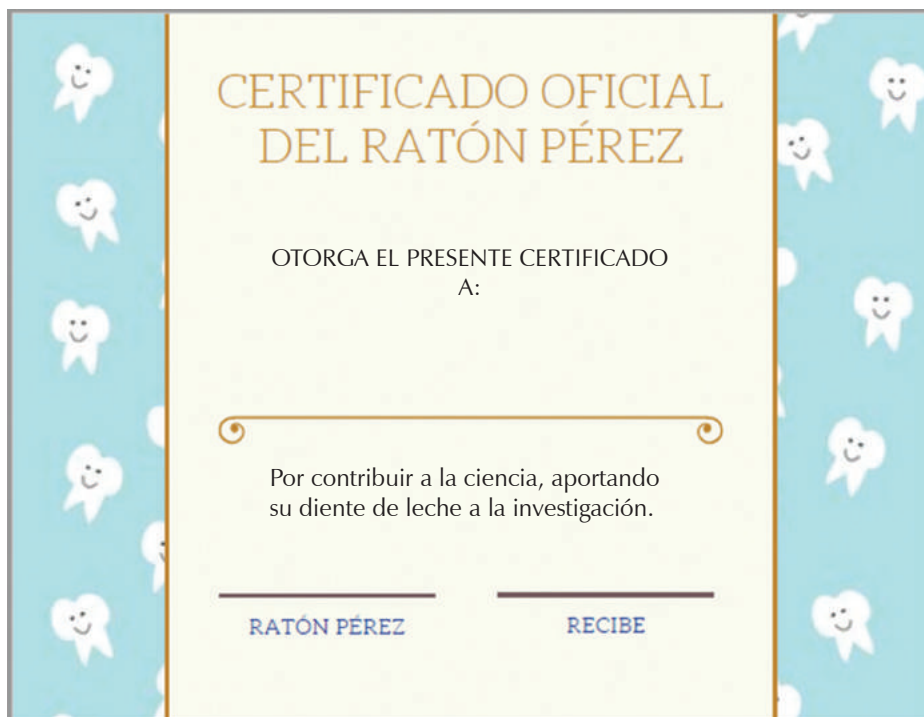 CERTIFICADO OFICIAL
DEL RATÓN PÉREZ
OTORGA EL PRESENTE CERTIFICADO
A:
Por contribuir a la ciencia, aportando
su diente de leche a la investigación.
RATÓN PÉREZ
RECIBE